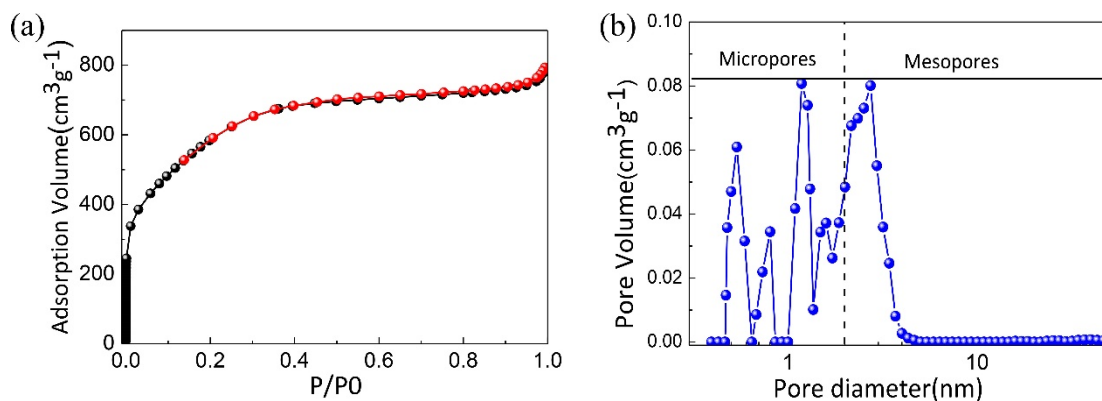 (a)
Adsorption Volume(cm³g⁻¹)
800
600
400
200
0
0.0 0.2 0.4 0.6 0.8 1.0
P/P0
(b)
Pore Volume(cm³g⁻¹)
0.10
0.08
0.06
0.04
0.02
0.00
Micropores Mesopores
1 10
Pore diameter(nm)